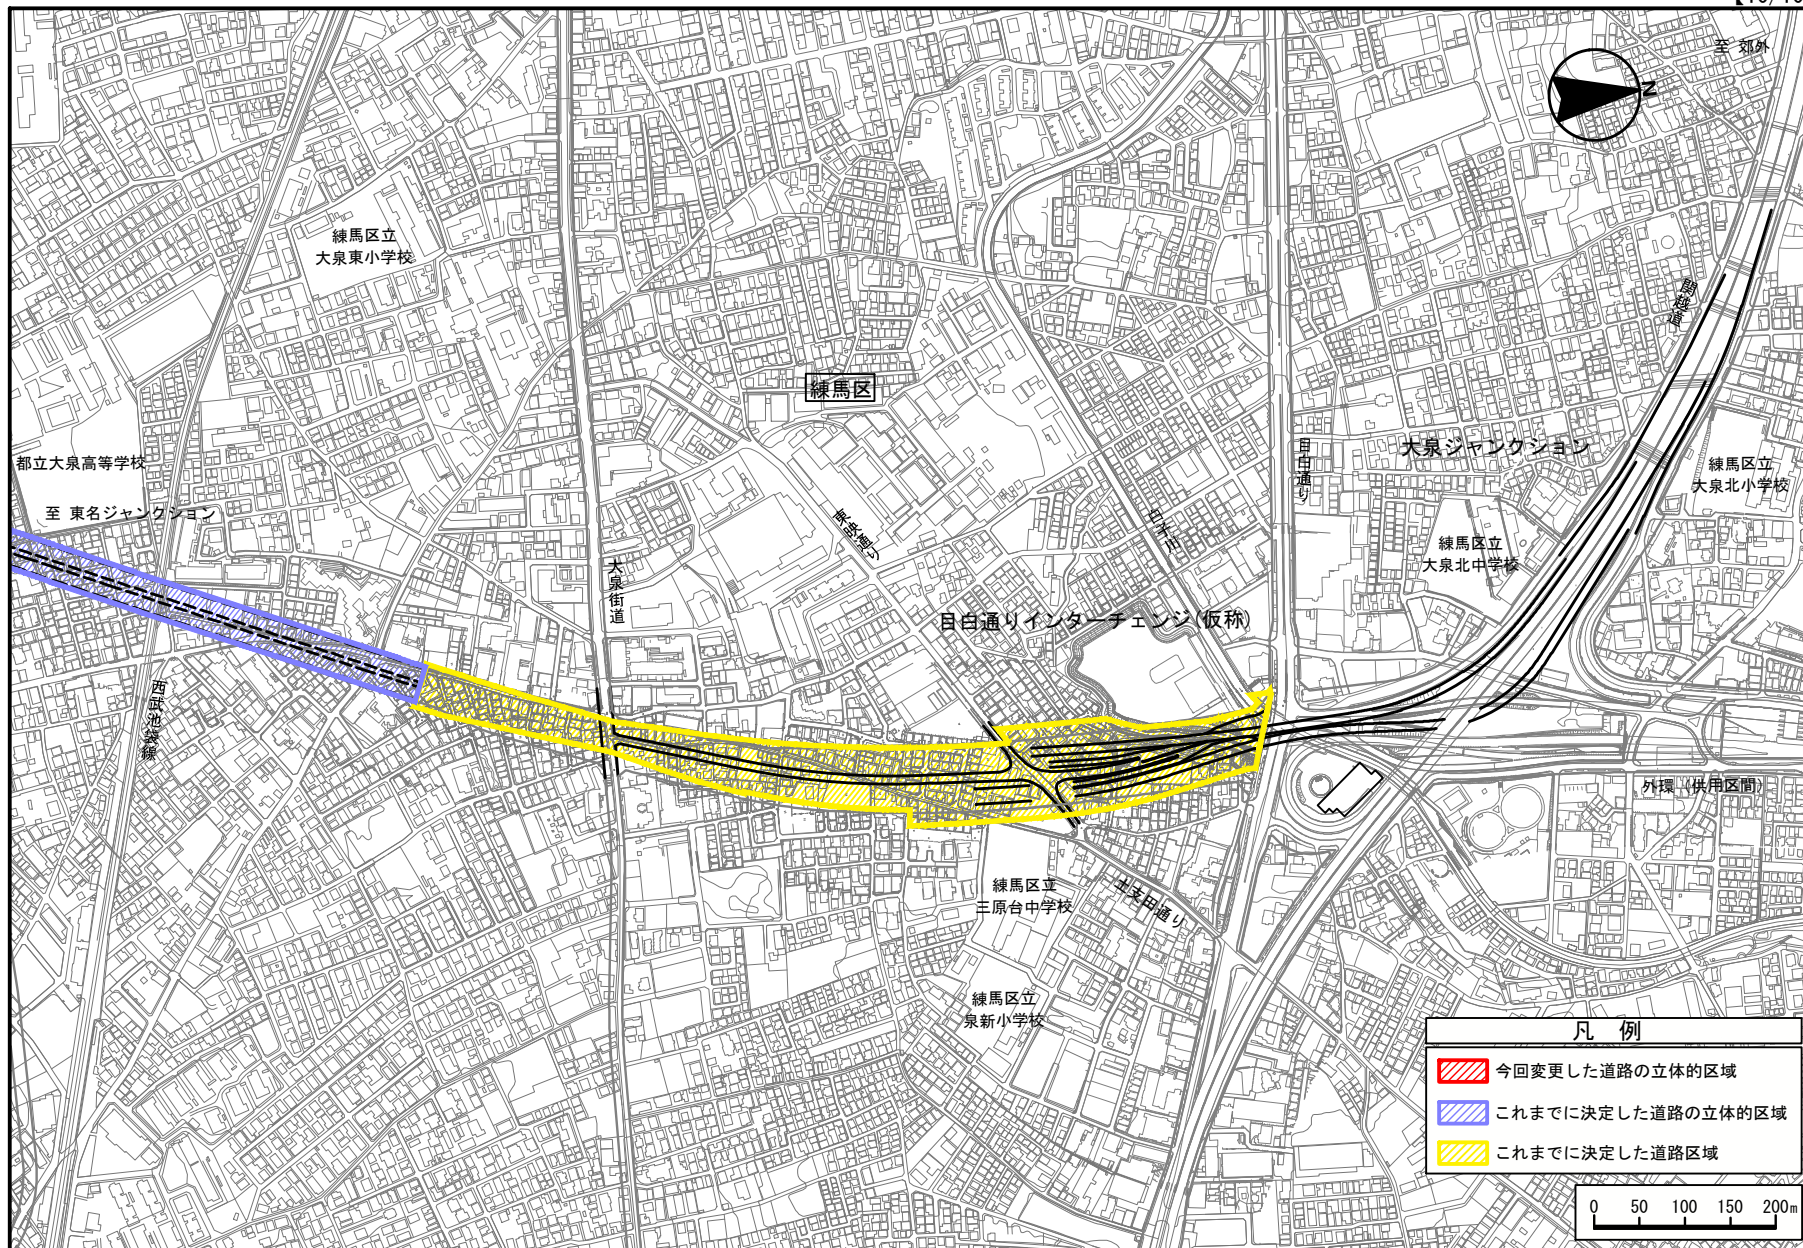 至 郊外
N
練馬区立
大泉東小学校
関越道
練馬区
都立大泉高等学校
至 東名ジャンクション
目白通り
大泉ジャンクション
練馬区立
大泉北小学校
東映通り
白子川
練馬区立
大泉北中学校
大泉街道
目白通りインターチェンジ(仮称)
西武池袋線
外環 (供用区間)
練馬区立
三原台中学校
土支田通り
練馬区立
泉新小学校
凡 例
今回変更した道路の立体的区域
これまでに決定した道路の立体的区域
これまでに決定した道路区域
0 50 100 150 200m